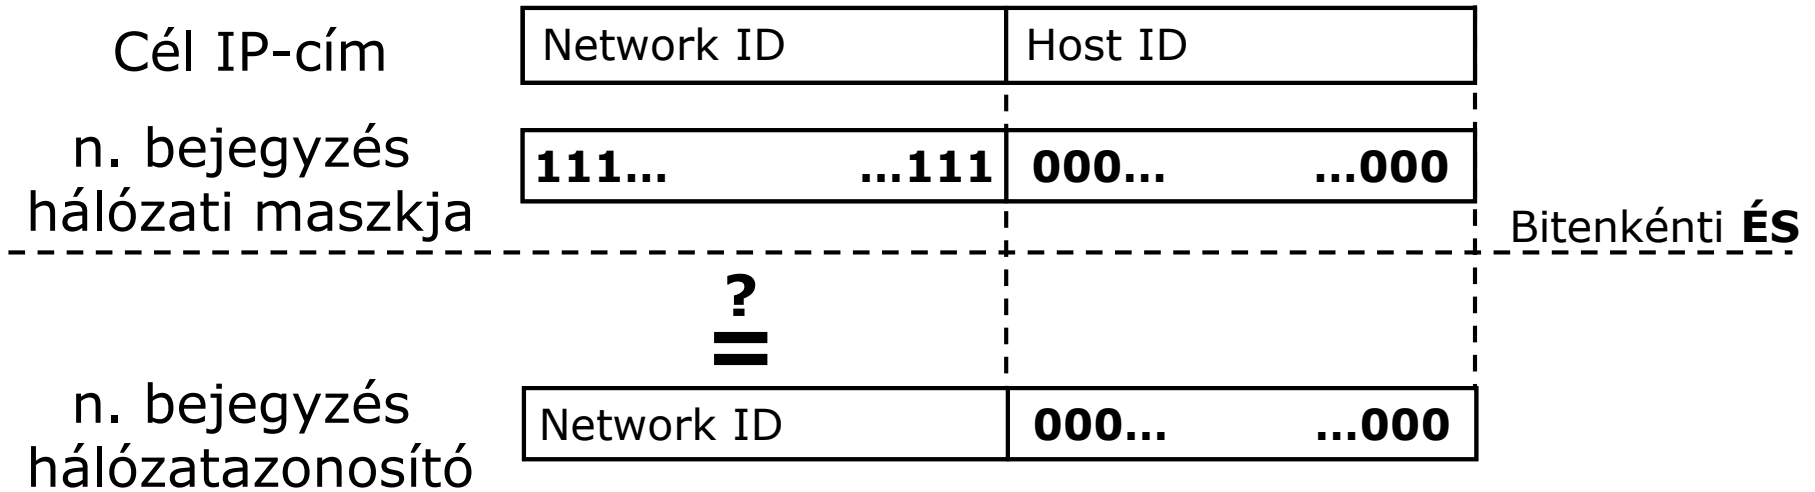 Cél IP-cím
Network ID
Host ID
n. bejegyzés
hálózati maszkja
111...
...111
000...
...000
Bitenkénti ÉS
?
=
n. bejegyzés
hálózatazonosító
Network ID
000...
...000